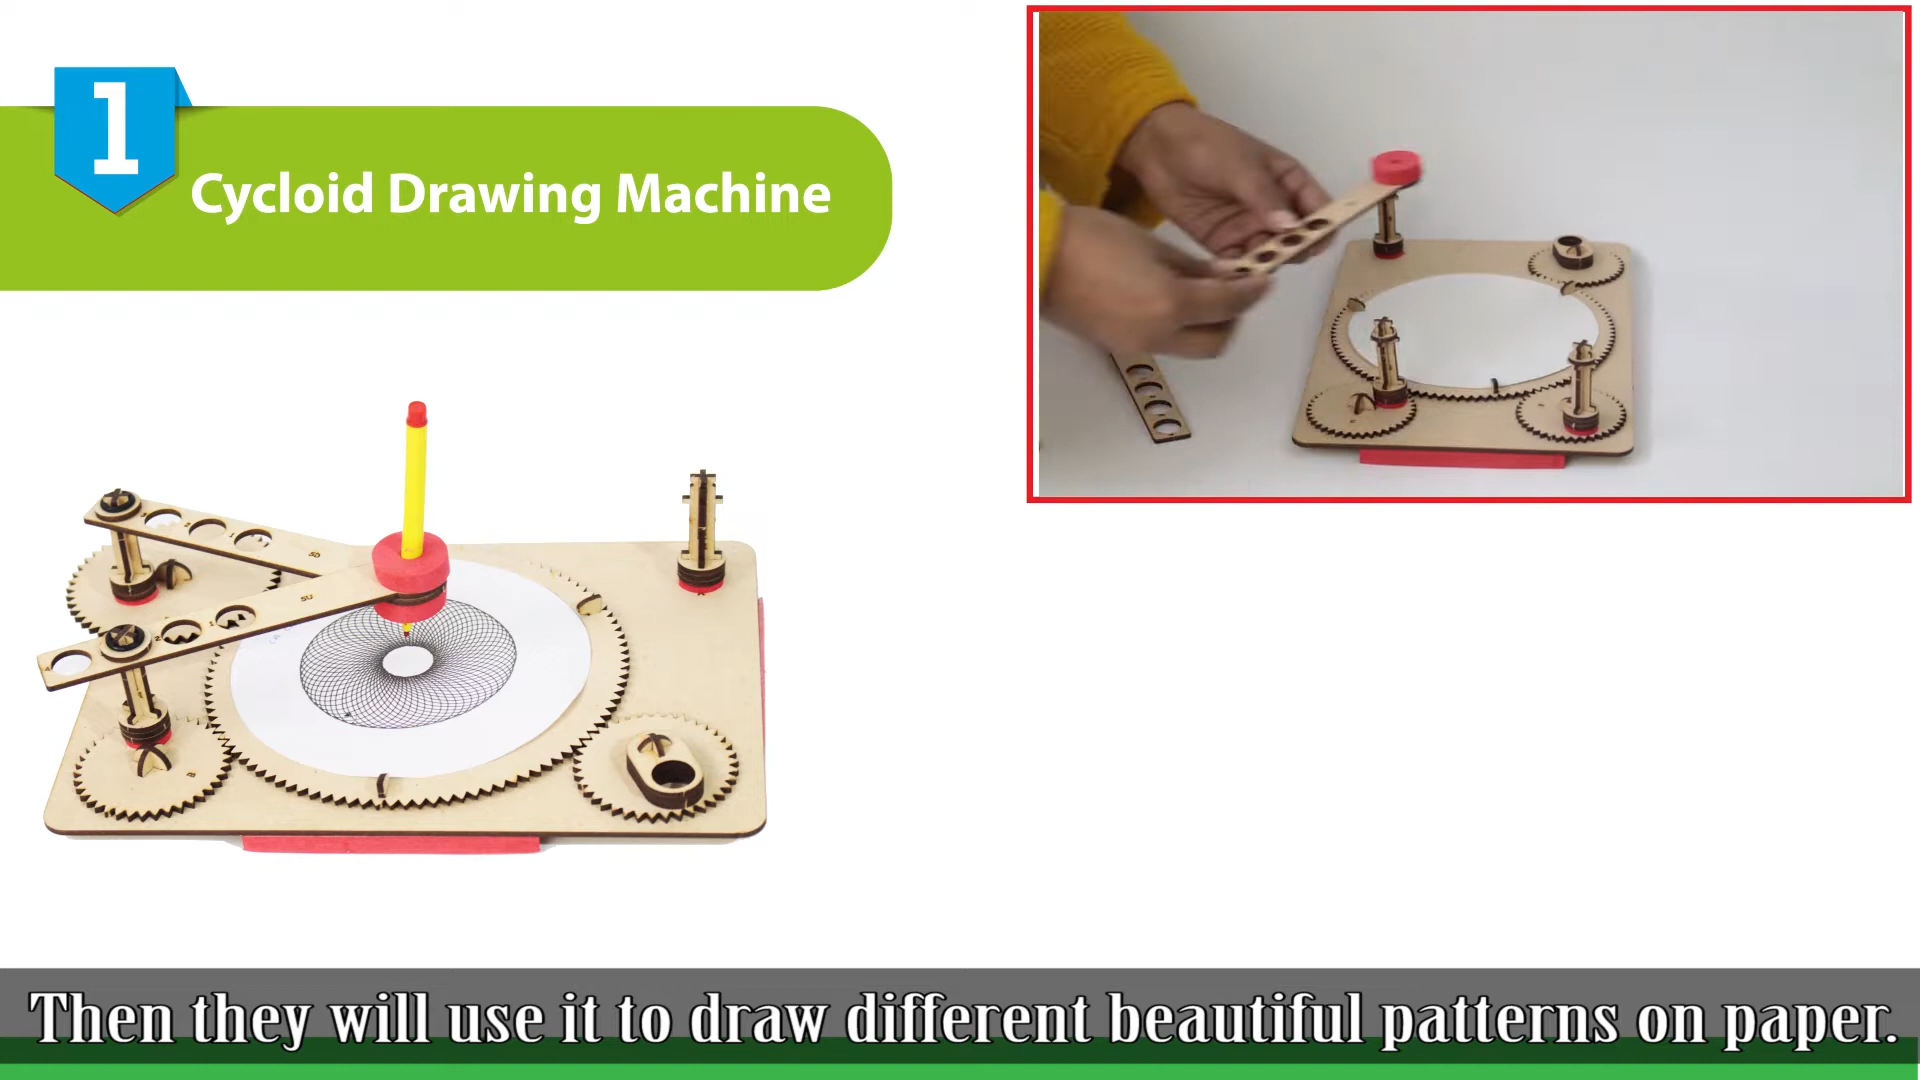 1
Cycloid Drawing Machine
Then they will use it to draw different beautiful patterns on paper.